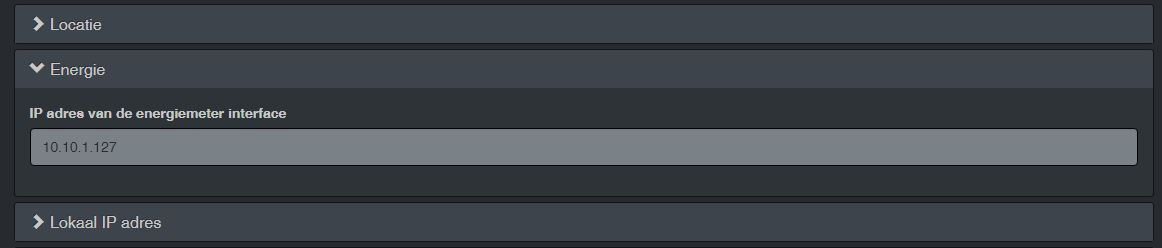 Locatie
Energie
IP adres van de energiemeter interface
10.10.1.127
Lokaal IP adres